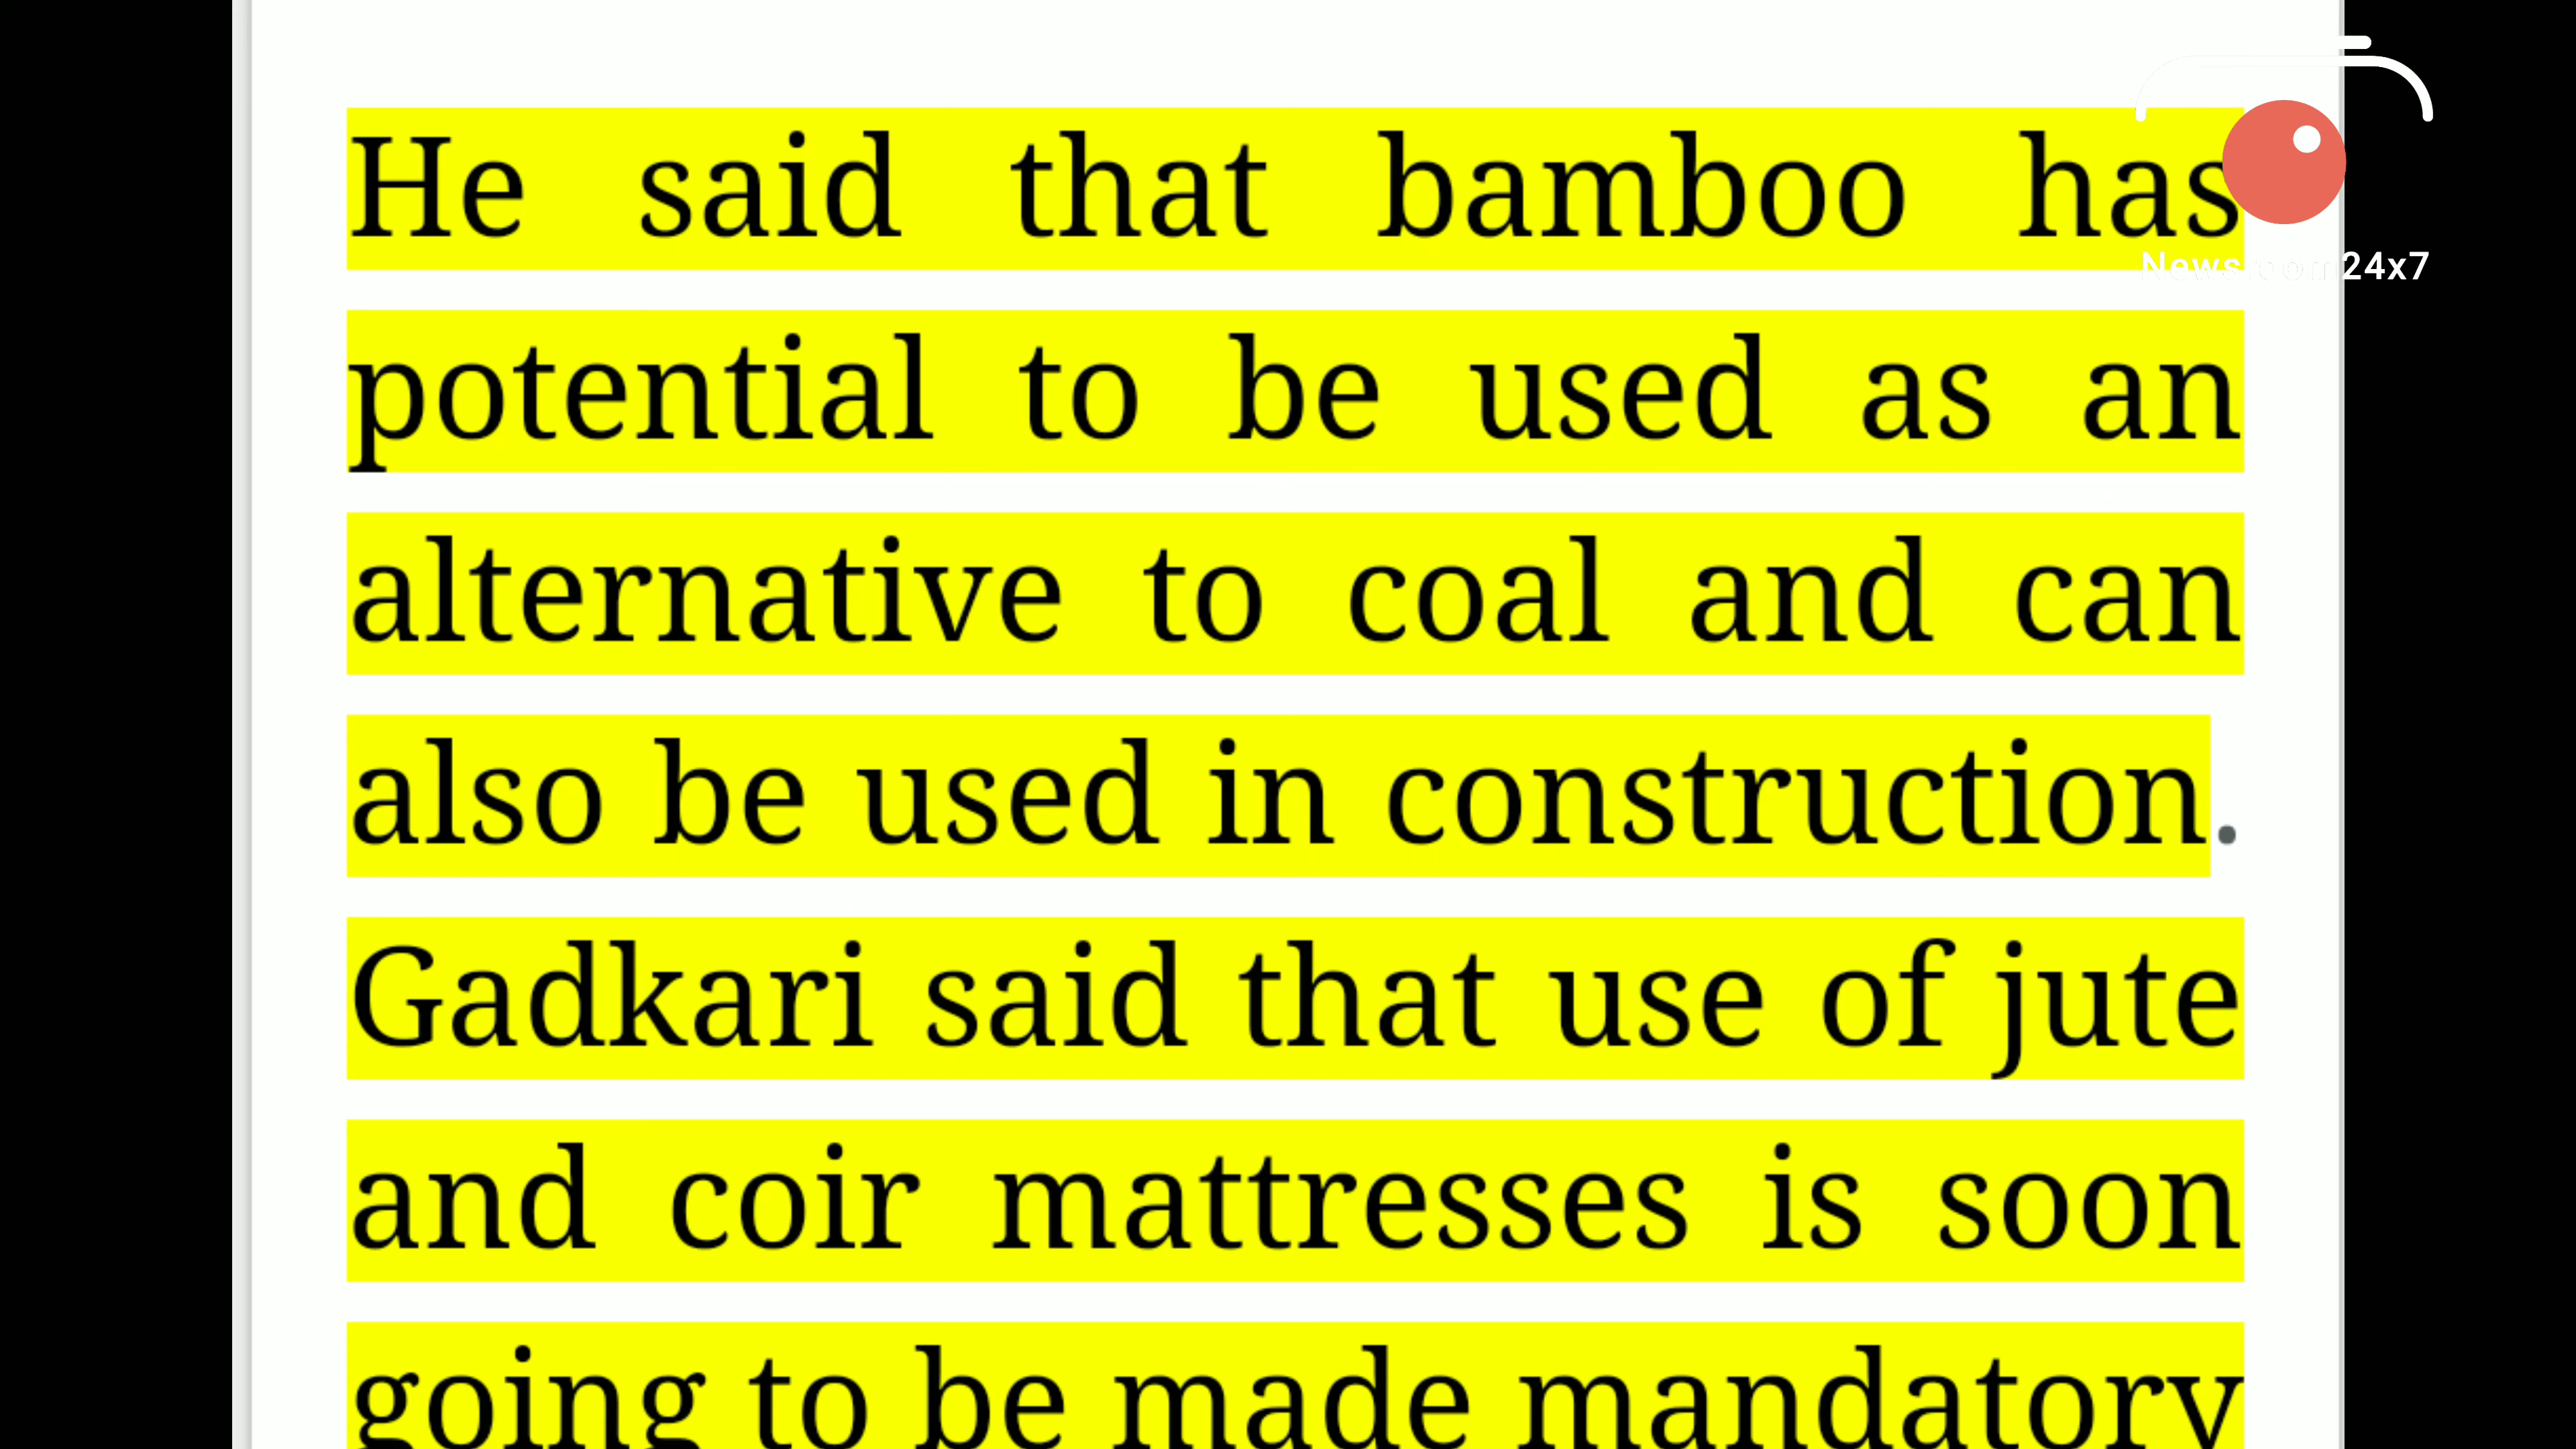 He said that bamboo has
Newsroom24x7
potential to be used as an
alternative to coal and can
also be used in construction.
Gadkari said that use of jute
and coir mattresses is soon
going to be made mandatory